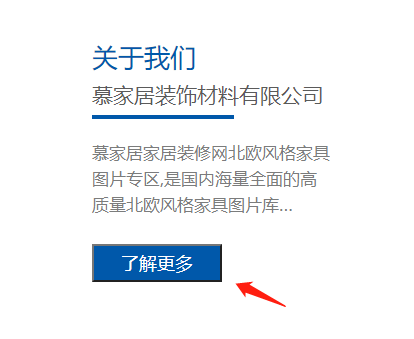 关于我们
慕家居装饰材料有限公司
慕家居家居装修网北欧风格家具
图片专区,是国内海量全面的高
质量北欧风格家具图片库...
了解更多